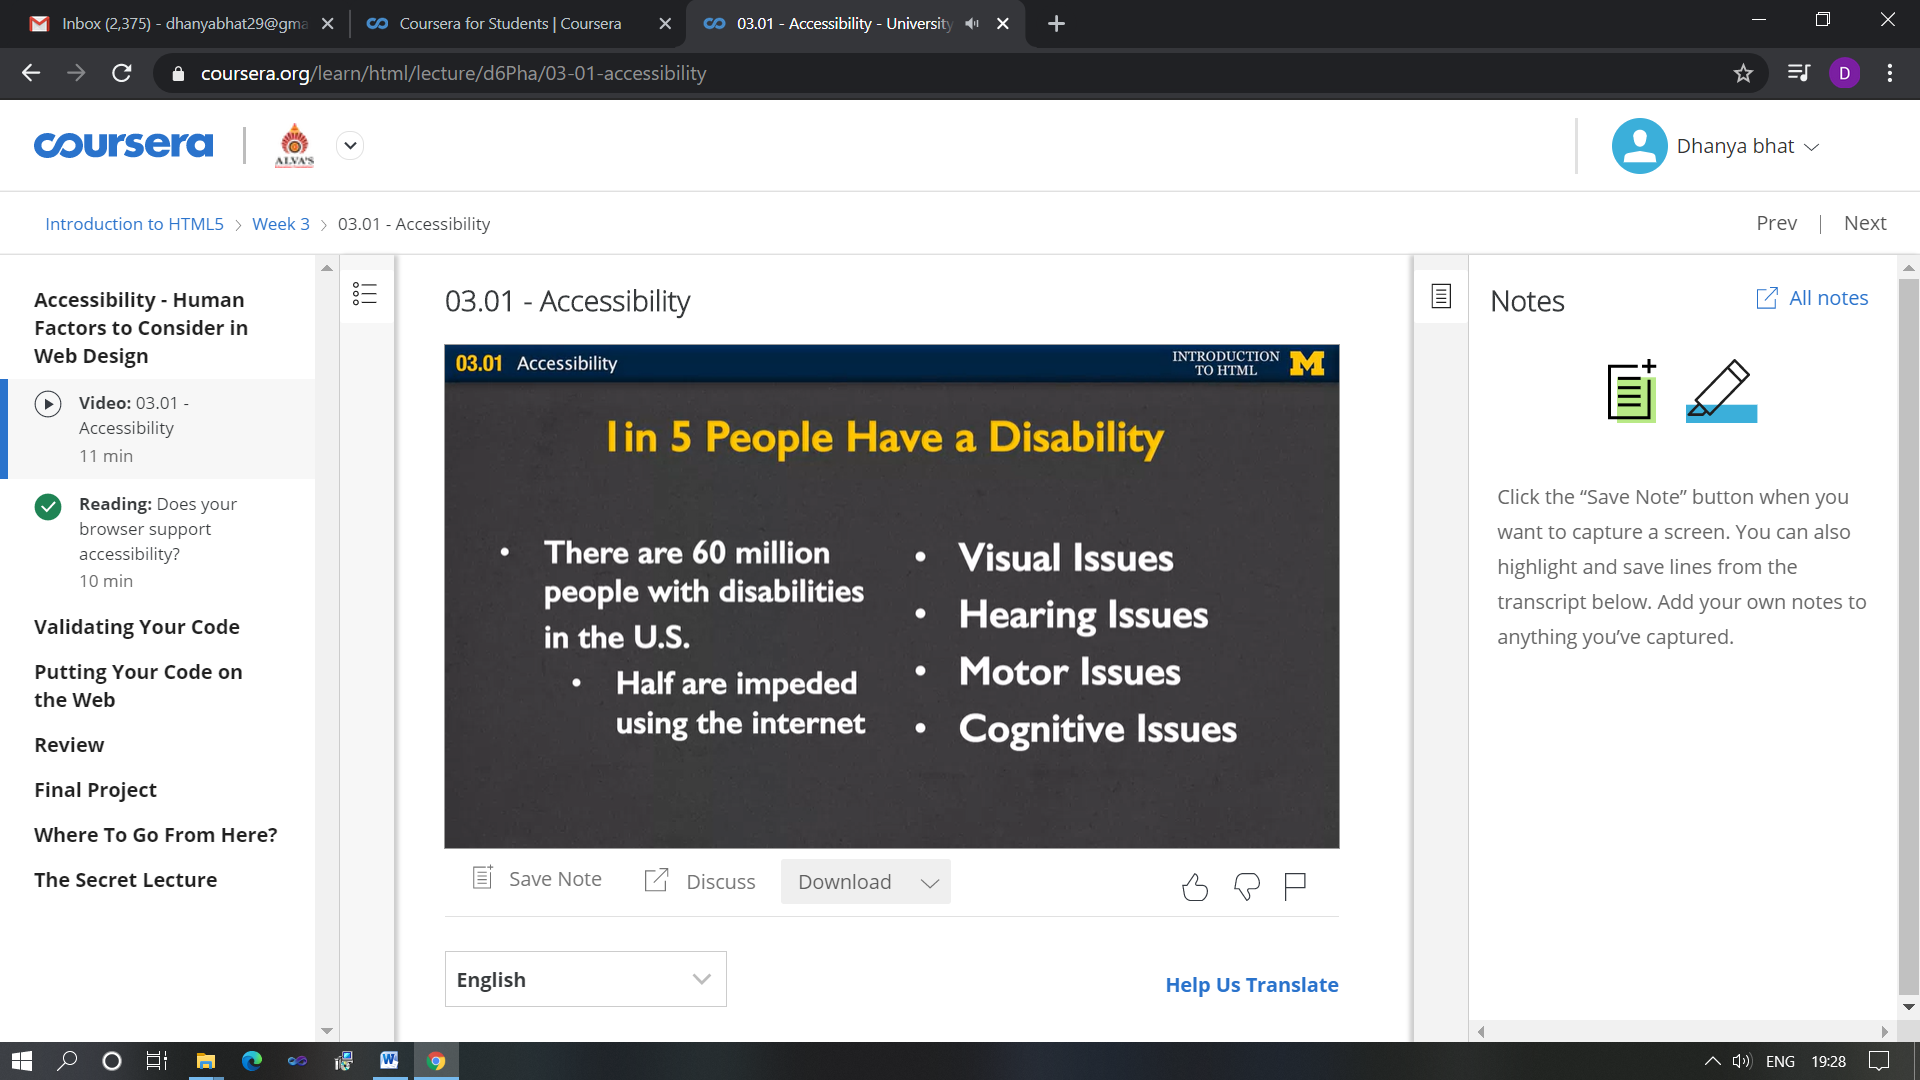 Inbox (2,375) - dhanyabhat29@gma
Coursera for Students | Coursera
03.01 - Accessibility - University
coursera.org/learn/html/lecture/d6Pha/03-01-accessibility
D
coursera
ALVA'S
Dhanya bhat
Introduction to HTML5 > Week 3 > 03.01 - Accessibility
Prev | Next
Accessibility - Human
Factors to Consider in
Web Design
Video: 03.01 -
Accessibility
11 min
Reading: Does your
browser support
accessibility?
10 min
Validating Your Code
Putting Your Code on
the Web
Review
Final Project
Where To Go From Here?
The Secret Lecture
03.01 - Accessibility
03.01 Accessibility
INTRODUCTION
TO HTML
M
1 in 5 People Have a Disability
• There are 60 million
people with disabilities
in the U.S.
• Half are impeded
using the internet
• Visual Issues
• Hearing Issues
• Motor Issues
• Cognitive Issues
Save Note
Discuss
Download
English
Help Us Translate
Notes
All notes
Click the “Save Note” button when you
want to capture a screen. You can also
highlight and save lines from the
transcript below. Add your own notes to
anything you’ve captured.
ENG
19:28